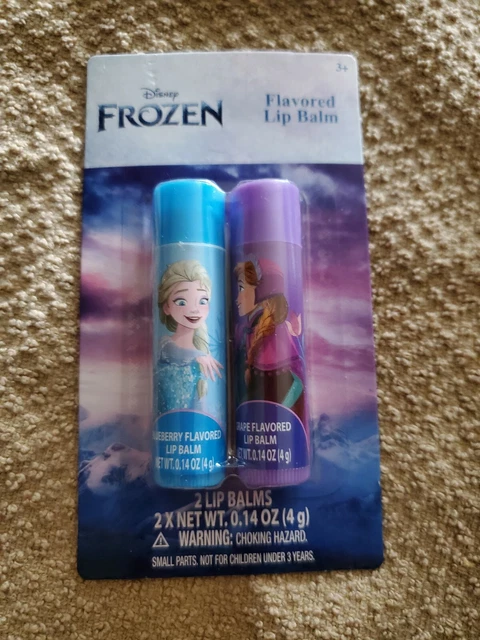 3+
Disney
FROZEN
Flavored
Lip Balm
UEBERRY FLAVORED
LIP BALM
NET WT. 0.14 OZ (4 g)
APE FLAVORED
LIP BALM
ET WT. 0.14 OZ (4 g)
2 LIP BALMS
2 X NET WT. 0.14 OZ (4 g)
⚠ WARNING: CHOKING HAZARD.
SMALL PARTS. NOT FOR CHILDREN UNDER 3 YEARS.